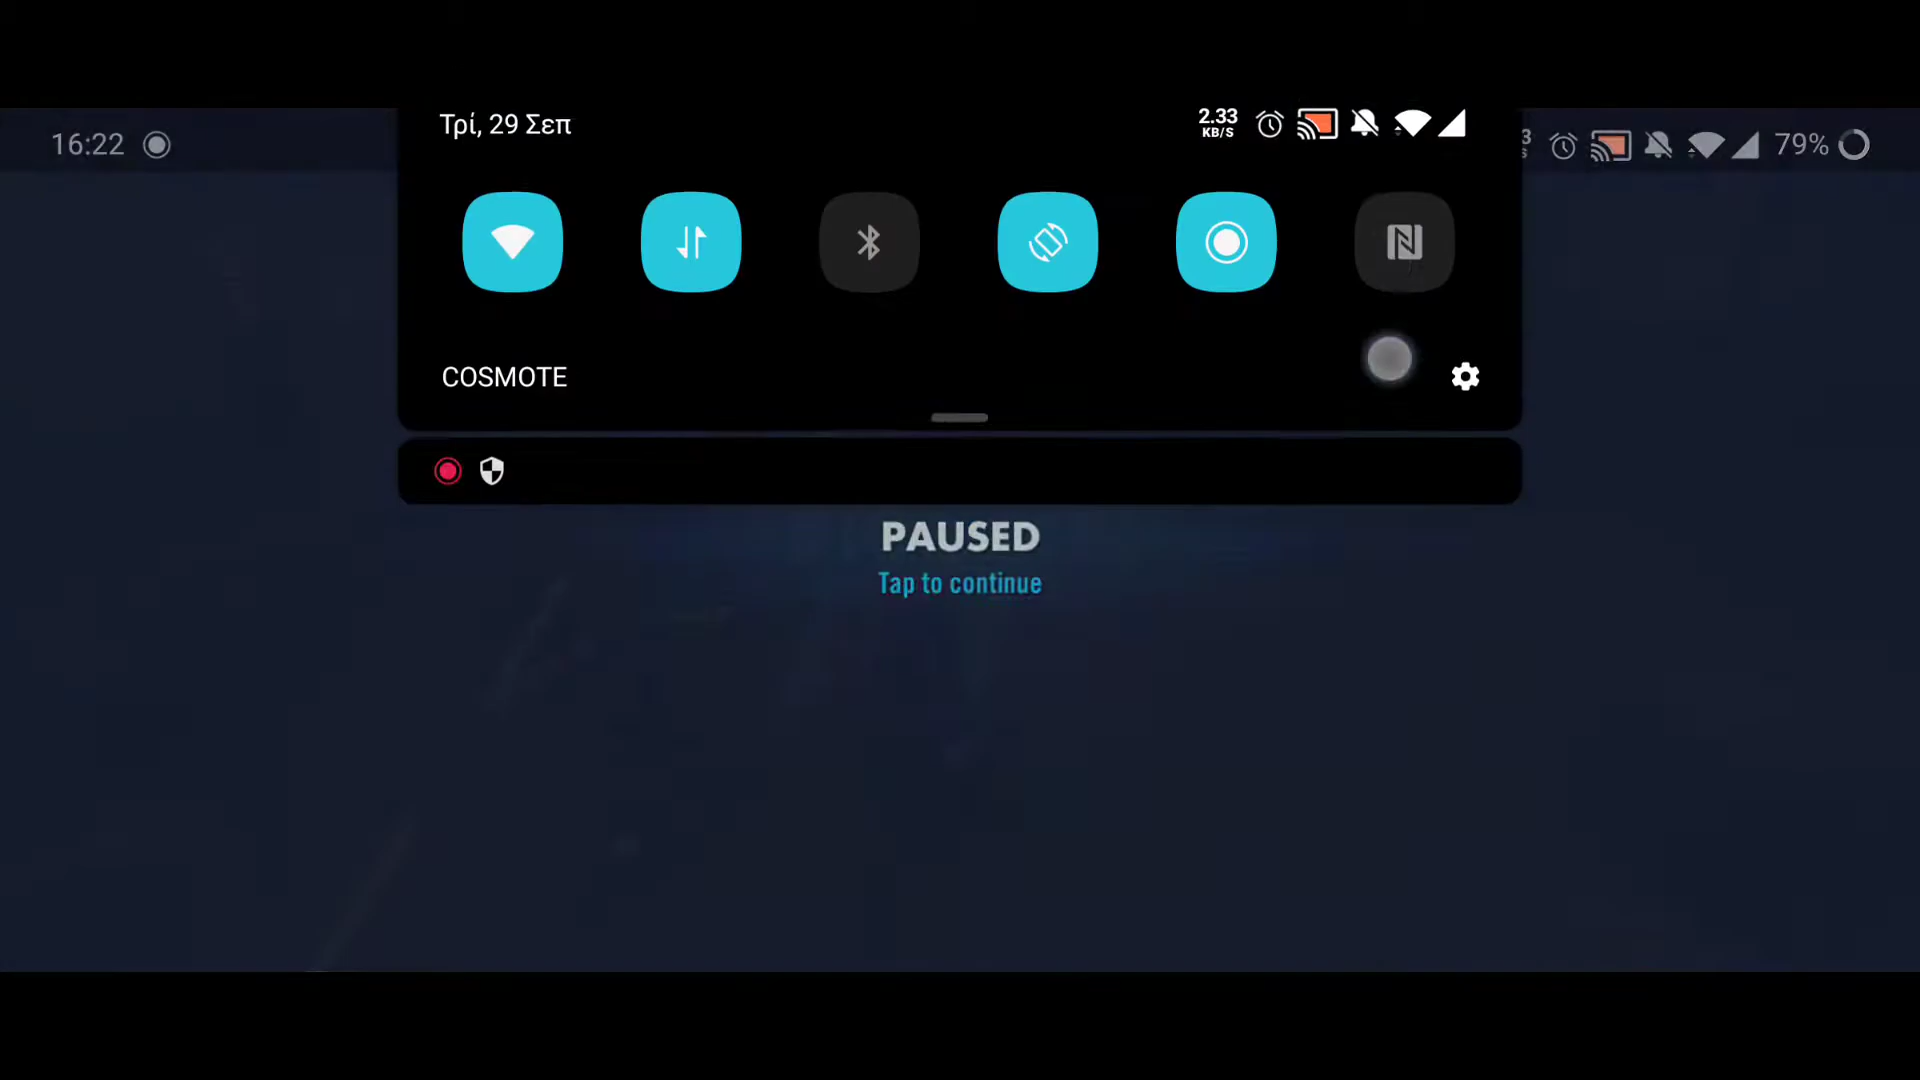 16:22
Τρί, 29 Σεπ
2.33
KB/S
79%
COSMOTE
PAUSED
Tap to continue